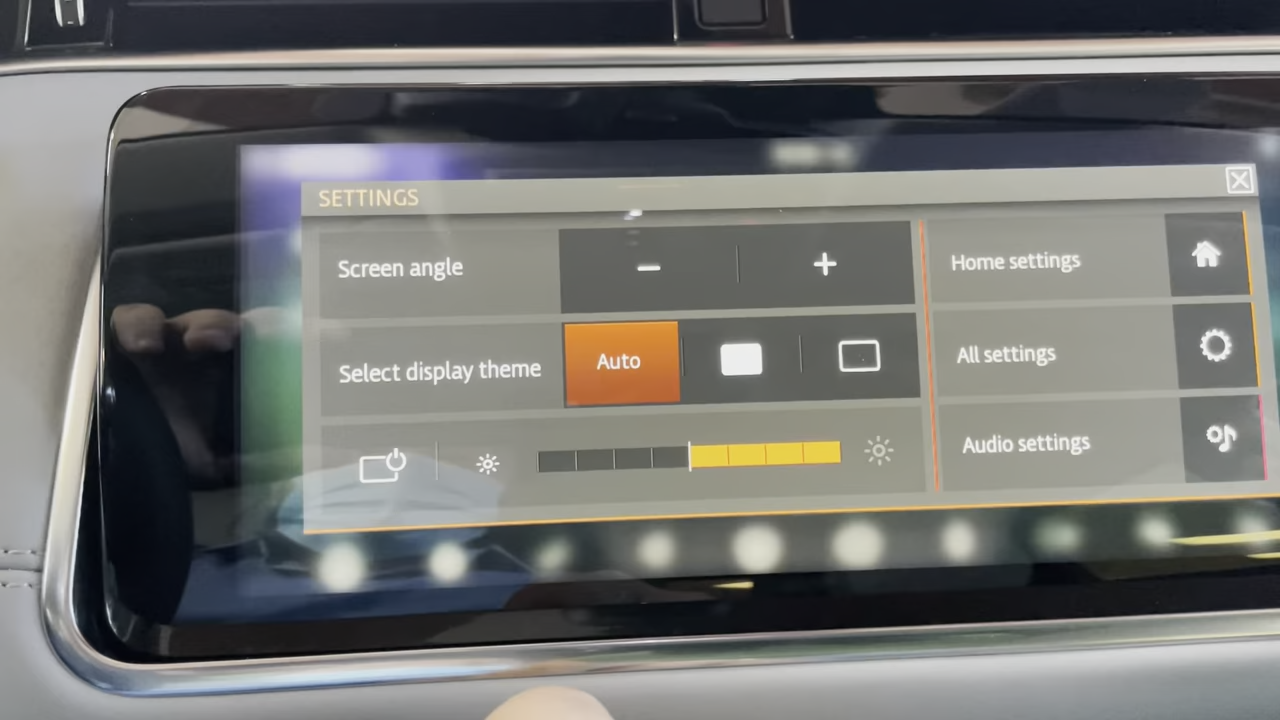 SETTINGS
Screen angle
Home settings
Select display theme
Auto
All settings
Audio settings